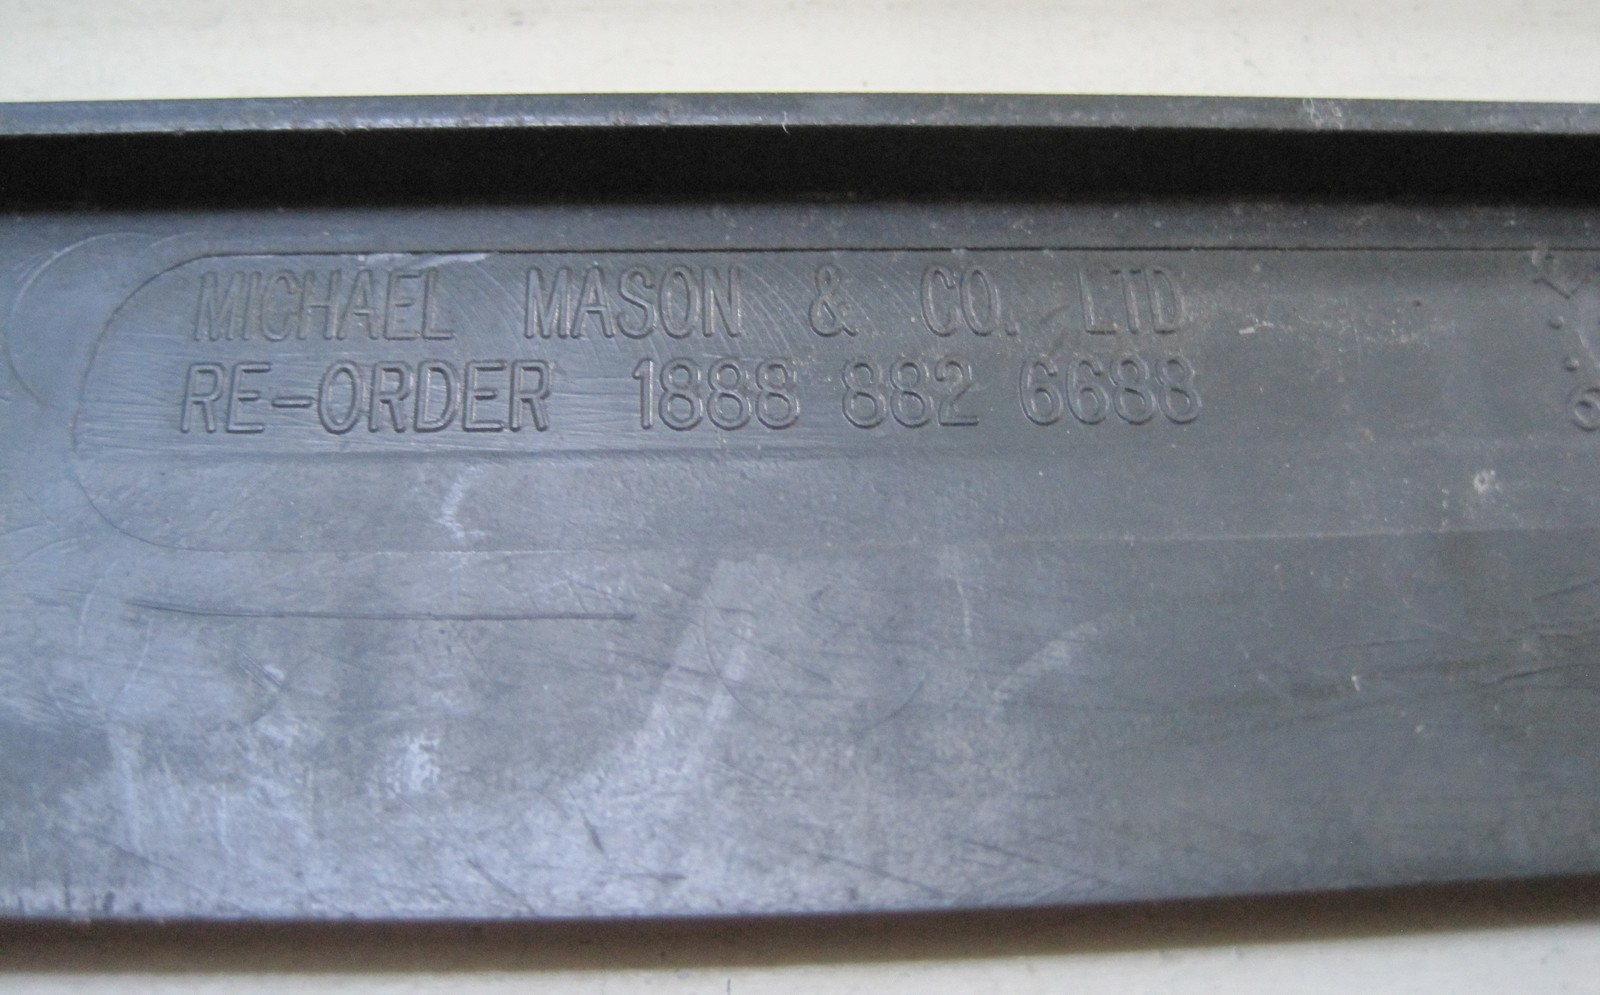 MICHAEL MASON & CO. LTD
RE-ORDER 1888 882 6688